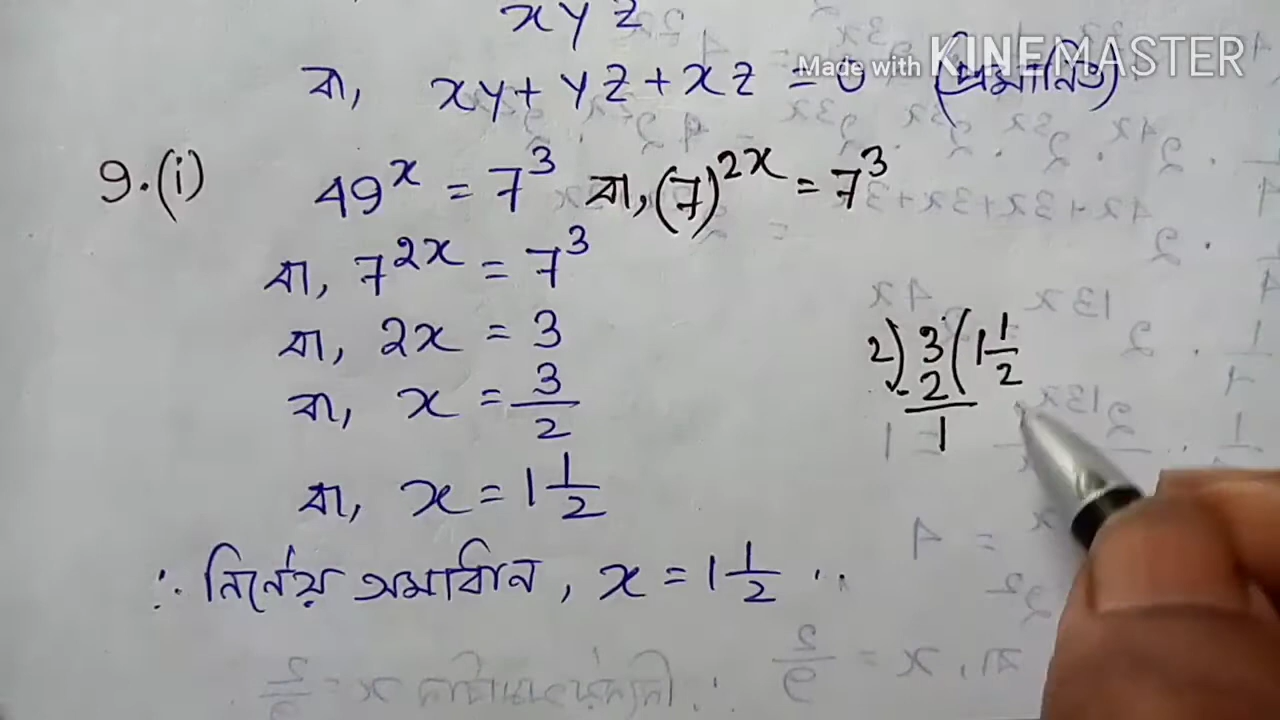 xyz
বা, xy + yz + xz = 0 (প্রমাণিত)
Made with KINEMASTER
9.(i) 49^x = 7^3 বা, (7)^2x = 7^3
বা, 7^2x = 7^3
বা, 2x = 3
বা, x = 3/2
বা, x = 1 1/2
∴ নির্ণেয় সমাধান, x = 1 1/2 ∴
2) 3 (1 1/2
-2
1